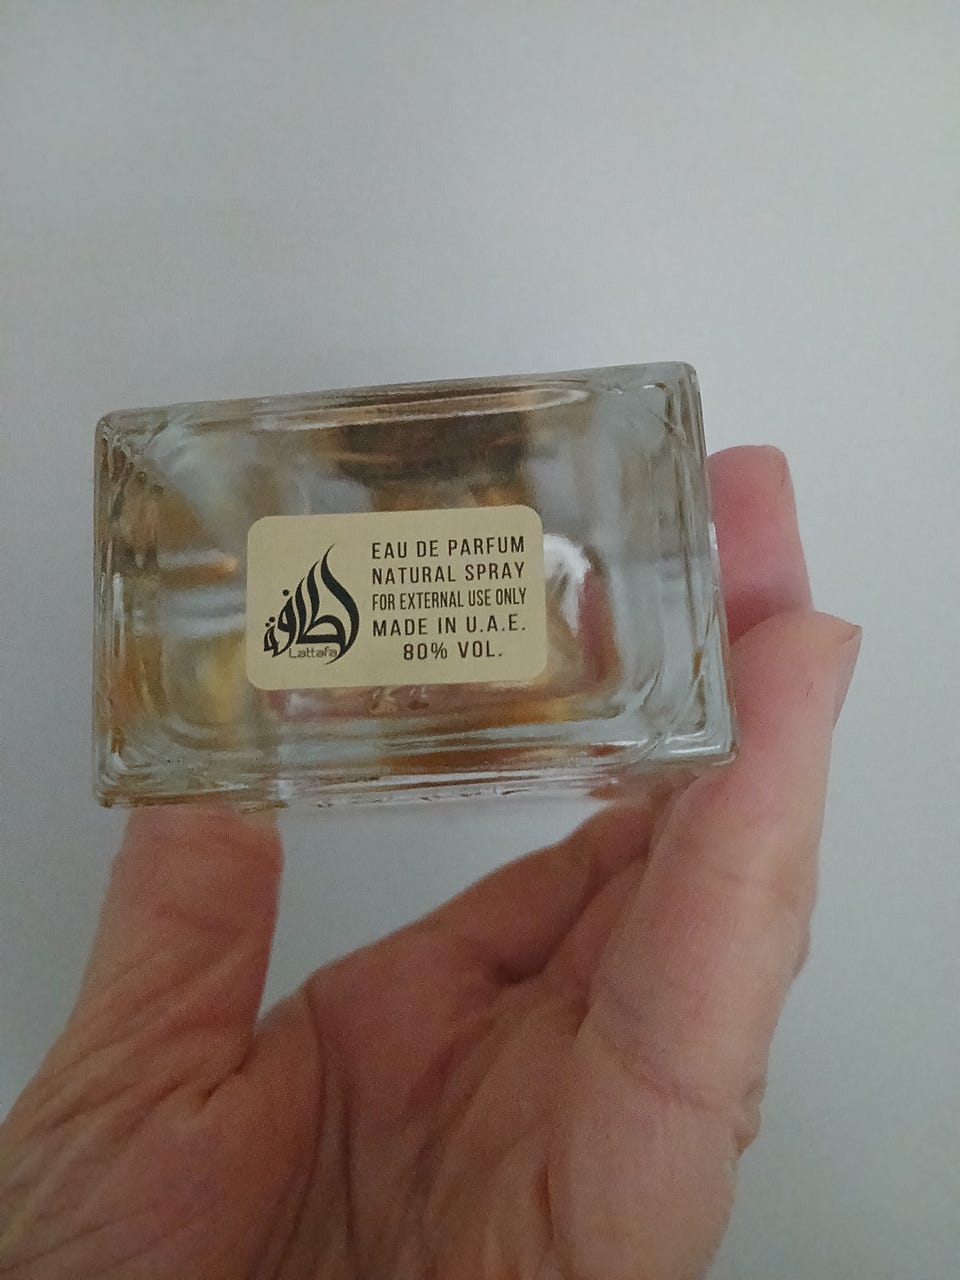 لطافة
Lattafa
EAU DE PARFUM
NATURAL SPRAY
FOR EXTERNAL USE ONLY
MADE IN U.A.E.
80% VOL.